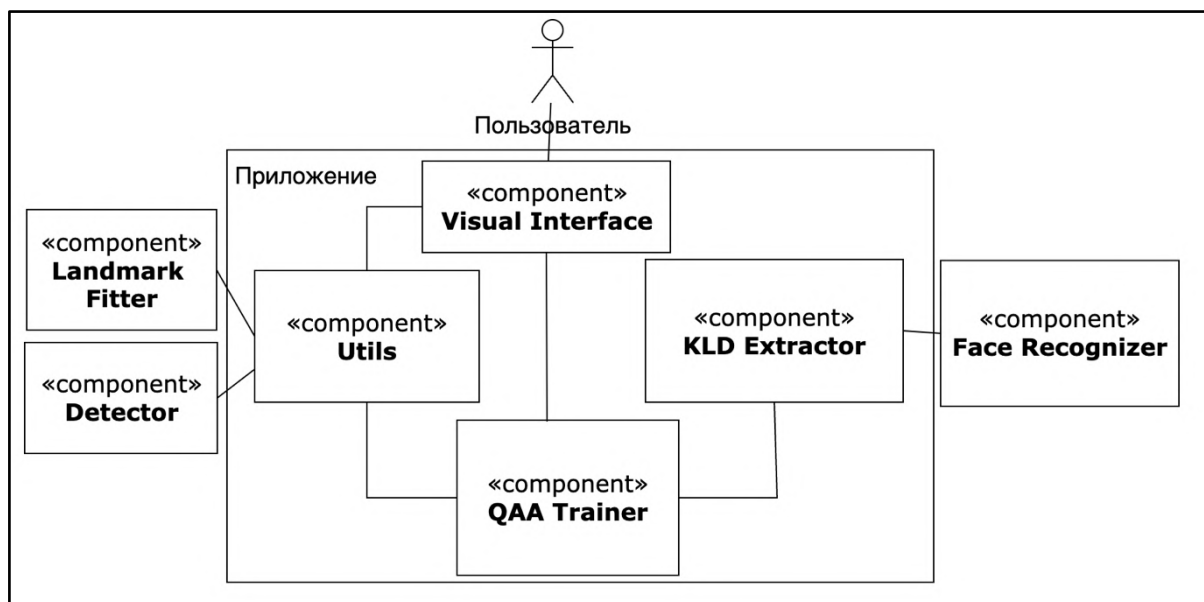 Пользователь
Приложение
«component»
Visual Interface
«component»
Landmark
Fitter
«component»
Utils
«component»
KLD Extractor
«component»
Face Recognizer
«component»
Detector
«component»
QAA Trainer